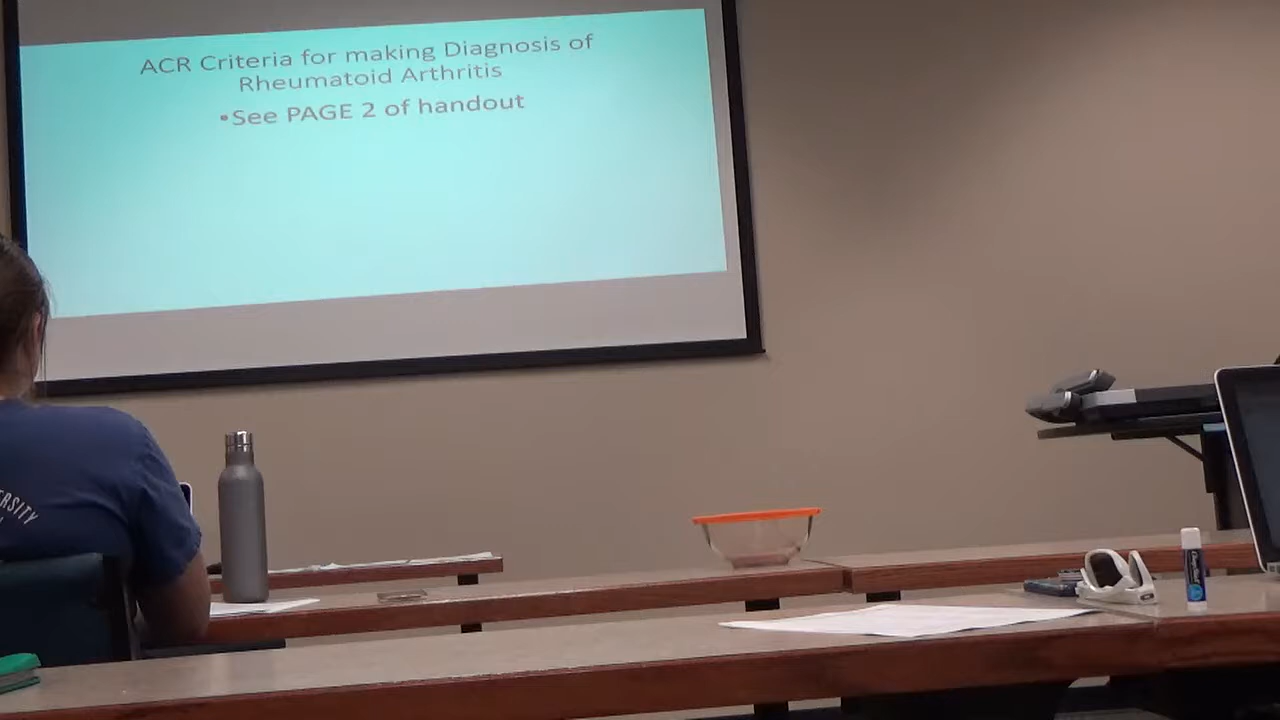 ACR Criteria for making Diagnosis of
Rheumatoid Arthritis
•See PAGE 2 of handout